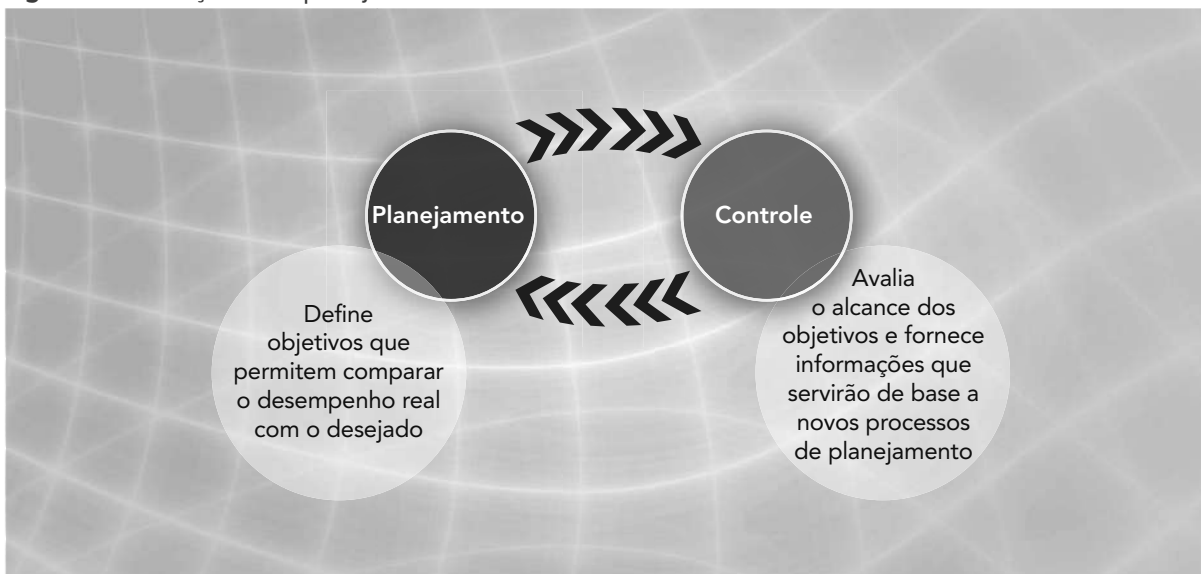 Planejamento
Controle
Define
objetivos que
permitem comparar
o desempenho real
com o desejado
Avalia
o alcance dos
objetivos e fornece
informações que
servirão de base a
novos processos
de planejamento